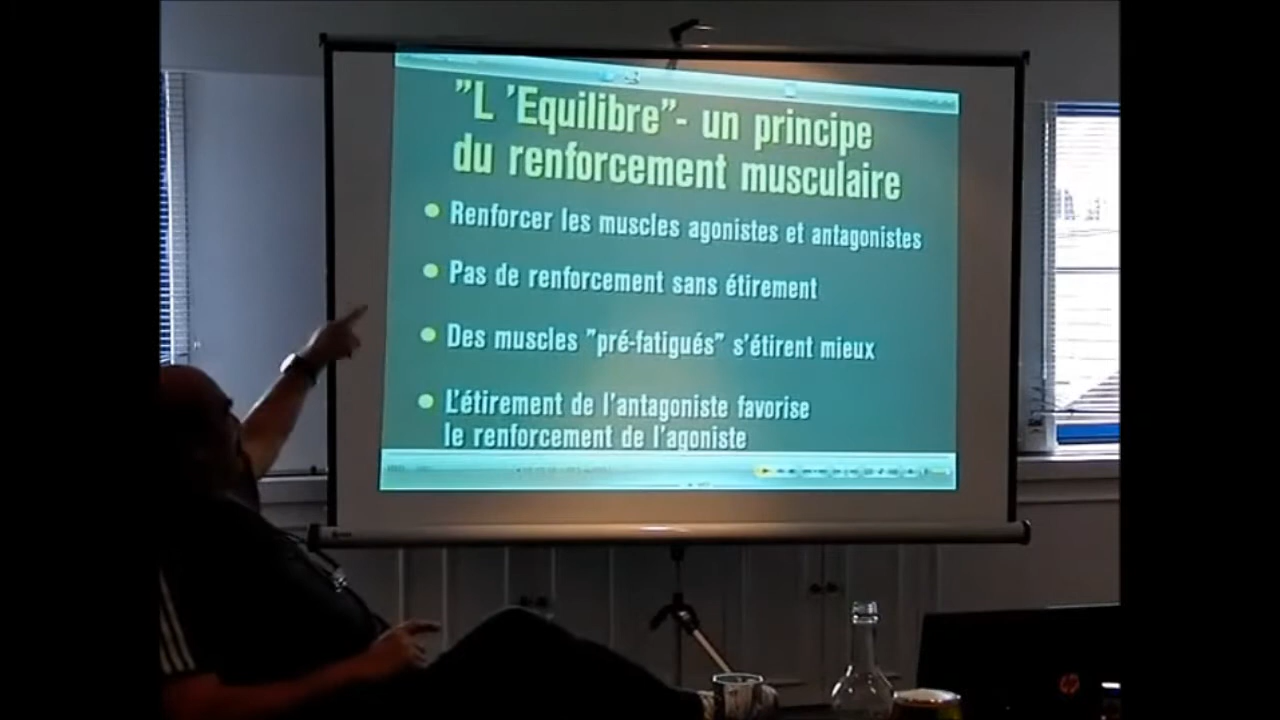 "L 'Equilibre"- un principe
du renforcement musculaire
Renforcer les muscles agonistes et antagonistes
Pas de renforcement sans étirement
Des muscles "pré-fatigués" s'étirent mieux
L'étirement de l'antagoniste favorise
le renforcement de l'agoniste
hp